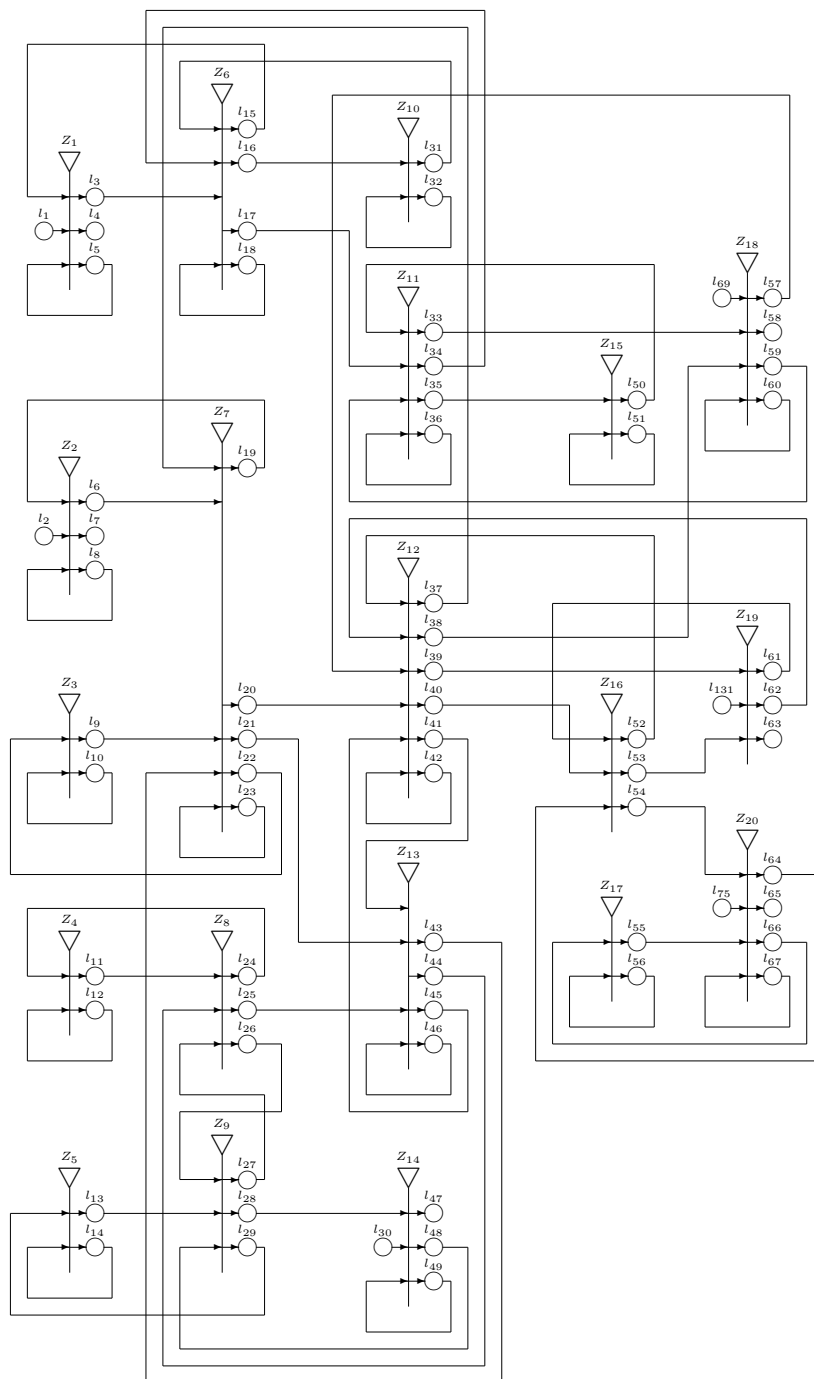 Z₆
l₁₅
Z₁₀
l₁₆
l₃₁
Z₁
l₃
l₃₂
l₁
l₄
l₁₇
l₅
l₁₈
Z₁₈
Z₁₁
l₆₉
l₅₇
l₃₃
l₅₈
l₃₄
Z₁₅
l₅₉
l₃₅
l₅₀
l₆₀
Z₇
l₃₆
l₅₁
Z₂
l₁₉
l₆
l₂
l₇
Z₁₂
l₈
l₃₇
l₃₈
Z₁₉
l₃₉
l₆₁
Z₃
l₂₀
l₄₀
Z₁₆
l₁₃₁
l₆₂
l₉
l₂₁
l₄₁
l₅₂
l₆₃
l₁₀
l₂₂
l₄₂
l₅₃
l₂₃
l₅₄
Z₂₀
Z₁₃
l₆₄
l₇₅
l₆₅
Z₄
Z₈
Z₁₇
l₄₃
l₅₅
l₆₆
l₁₁
l₂₄
l₄₄
l₅₆
l₆₇
l₁₂
l₂₅
l₄₅
l₂₆
l₄₆
Z₉
Z₅
l₂₇
Z₁₄
l₁₃
l₂₈
l₄₇
l₁₄
l₂₉
l₃₀
l₄₈
l₄₉